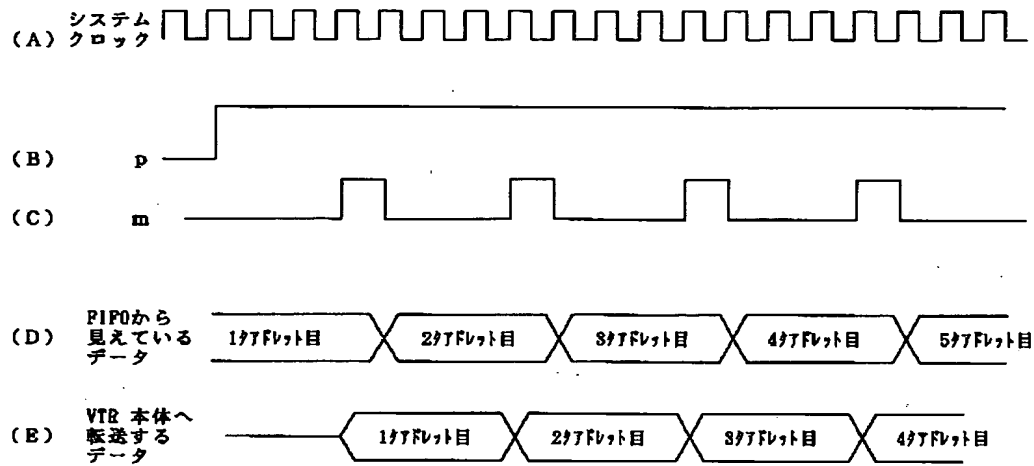 (A) システム
クロック
(B) p
(C) m
(D) FIFOから
見えている
データ
1クアドレット目 2クアドレット目 3クアドレット目 4クアドレット目 5クアドレット目
(E) VTR 本体へ
転送する
データ
1クアドレット目 2クアドレット目 3クアドレット目 4クアドレット目